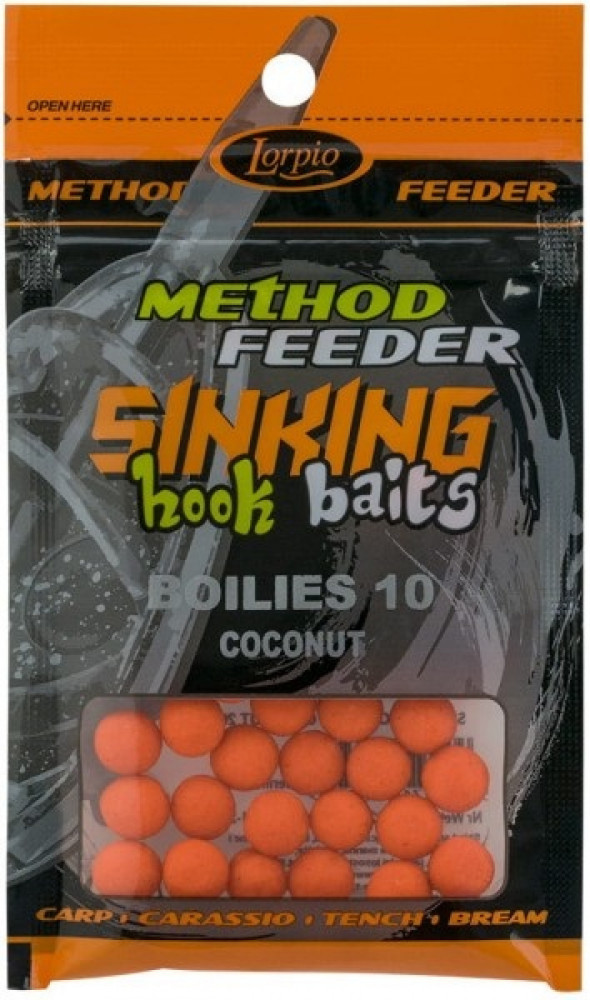 OPEN HERE
Lorpio
METHOD FEEDER
METHOD
FEEDER
SINKING
hook baits
BOILIES 10
COCONUT
CARP · CARASSIO · TENCH · BREAM